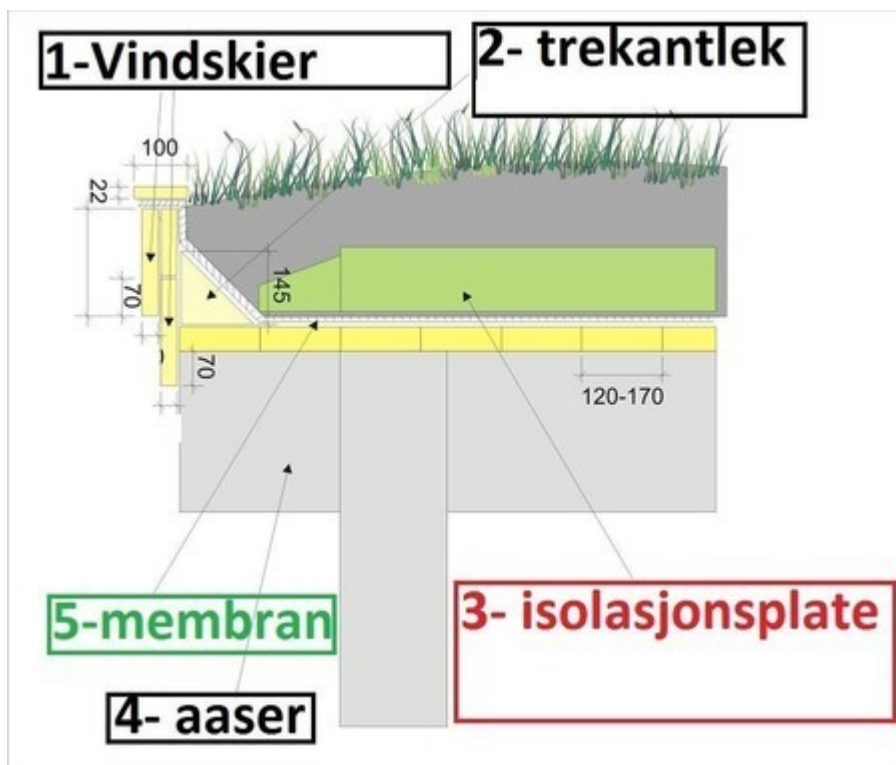 1-Vindskier
2- trekantlek
100
22
145
70
70
120-170
5-membran
3- isolasjonsplate
4- aaser